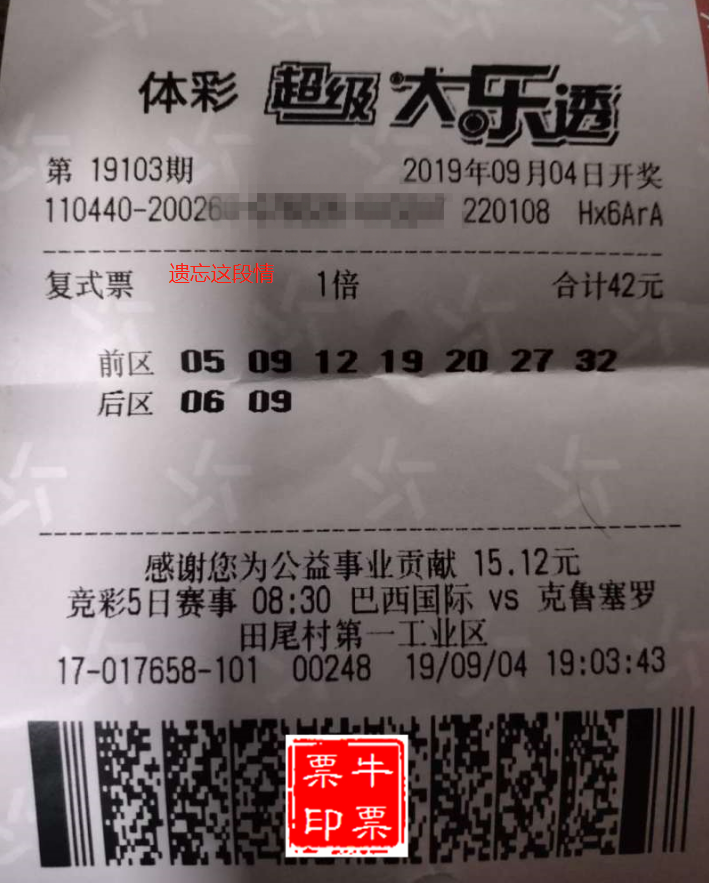 体彩 超级大乐透
第 19103期 2019年09月04日开奖
110440-20026 220108 Hx6ArA
复式票 遗忘这段情 1倍 合计42元
前区 05 09 12 19 20 27 32
后区 06 09
感谢您为公益事业贡献 15.12元
竞彩5日赛事 08:30 巴西国际 vs 克鲁塞罗
田尾村第一工业区
17-017658-101 00248 19/09/04 19:03:43
牛票
票印